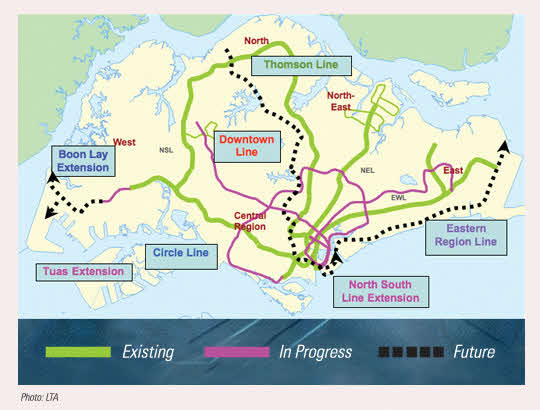 North
Thomson Line
North-
East
West
Boon Lay
Extension
NSL
Downtown
Line
NEL
East
EWL
Central
Region
Eastern
Region Line
Circle Line
Tuas Extension
North South
Line Extension
Existing
In Progress
Future
Photo: LTA